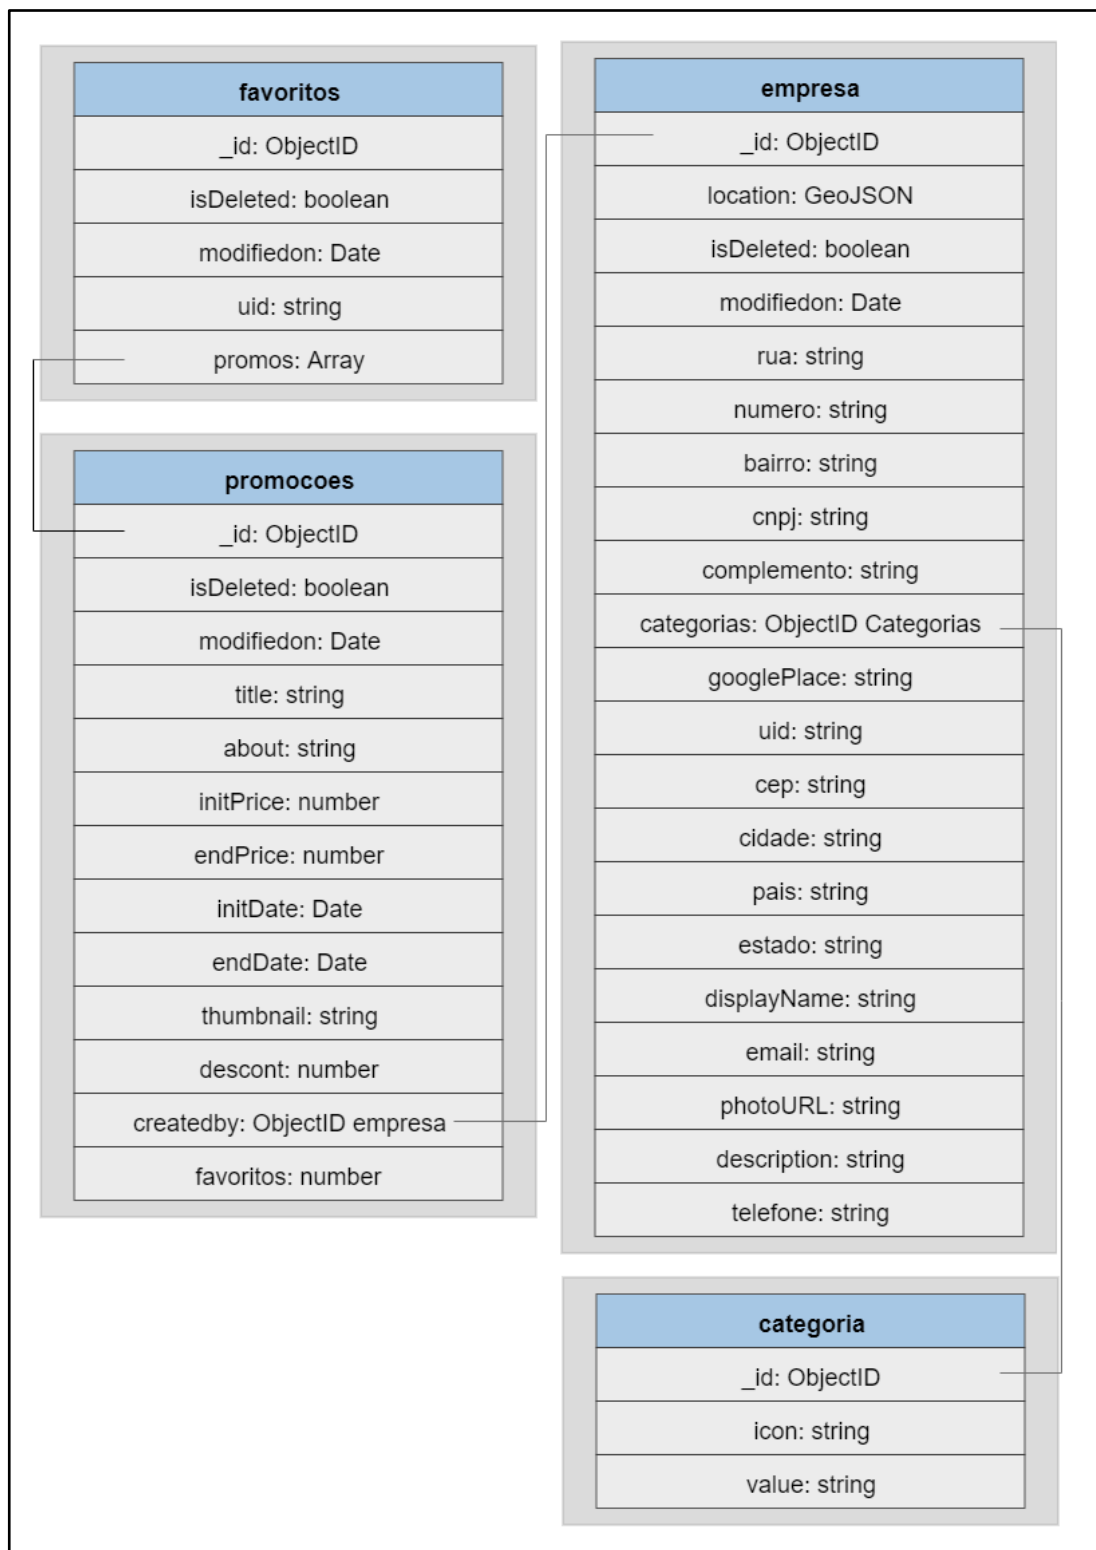 favoritos
_id: ObjectID
isDeleted: boolean
modifiedon: Date
uid: string
promos: Array
promocoes
_id: ObjectID
isDeleted: boolean
modifiedon: Date
title: string
about: string
initPrice: number
endPrice: number
initDate: Date
endDate: Date
thumbnail: string
descont: number
createdby: ObjectID empresa
favoritos: number
empresa
_id: ObjectID
location: GeoJSON
isDeleted: boolean
modifiedon: Date
rua: string
numero: string
bairro: string
cnpj: string
complemento: string
categorias: ObjectID Categorias
googlePlace: string
uid: string
cep: string
cidade: string
pais: string
estado: string
displayName: string
email: string
photoURL: string
description: string
telefone: string
categoria
_id: ObjectID
icon: string
value: string